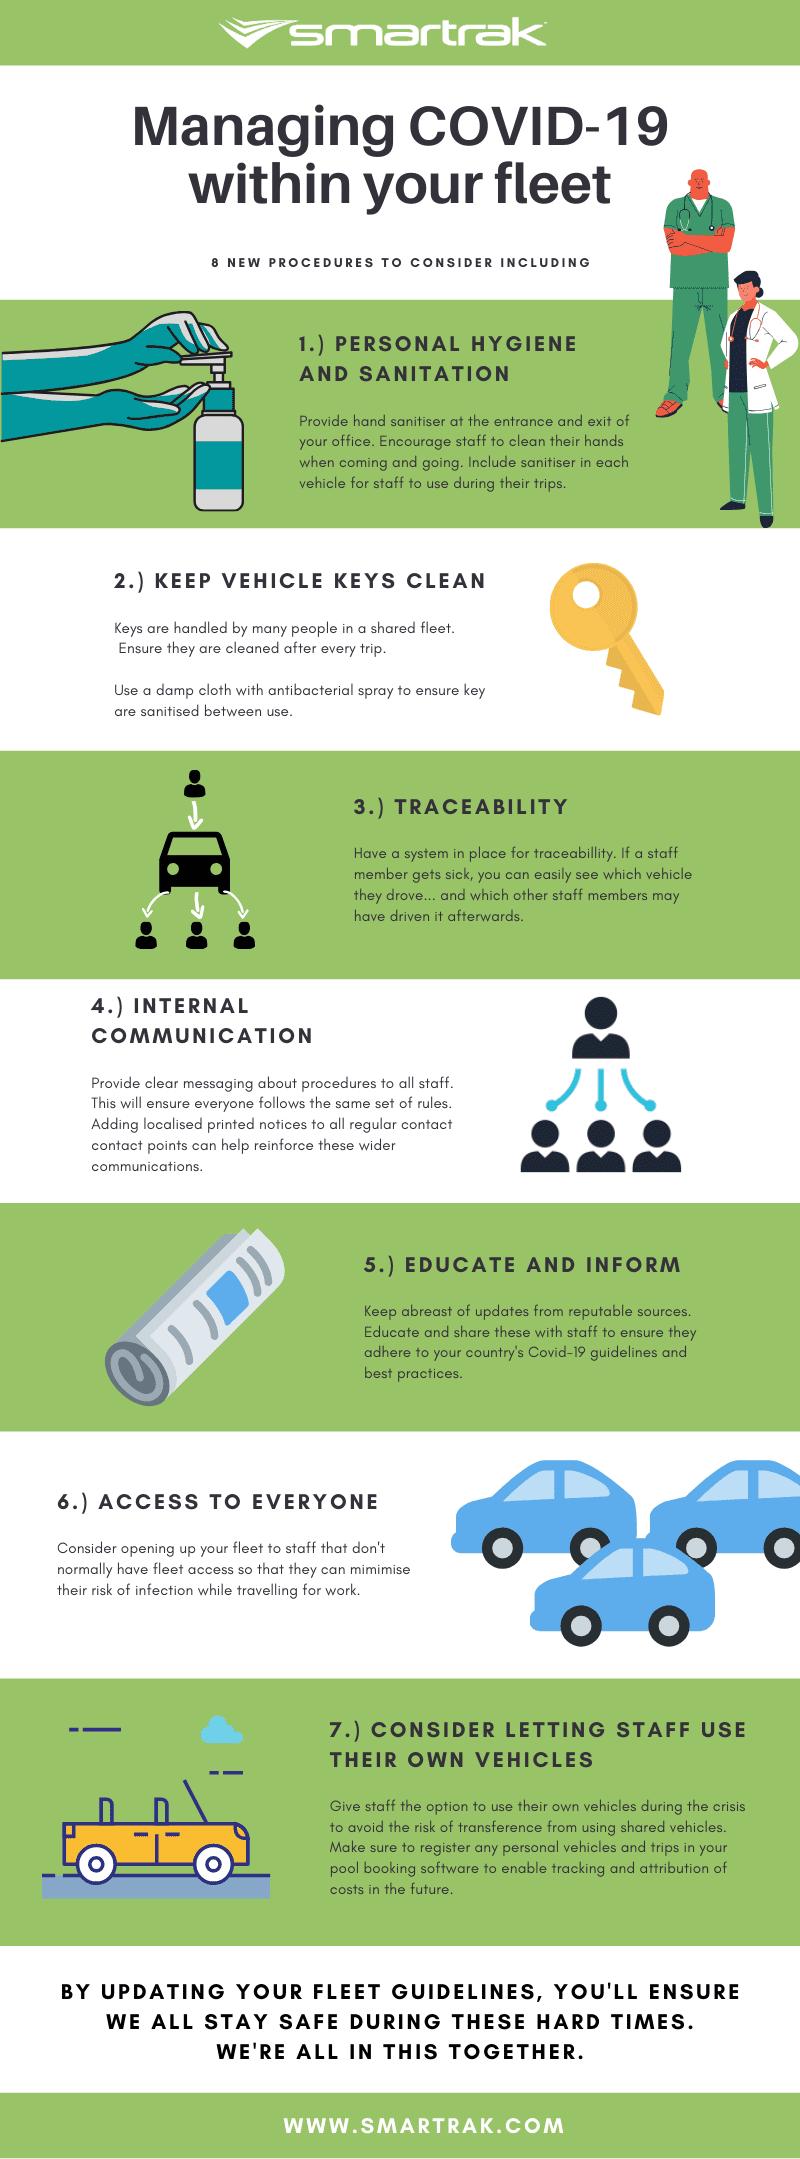 smartrak
Managing COVID-19
within your fleet
8 NEW PROCEDURES TO CONSIDER INCLUDING
1.) PERSONAL HYGIENE
AND SANITATION
Provide hand sanitiser at the entrance and exit of
your office. Encourage staff to clean their hands
when coming and going. Include sanitiser in each
vehicle for staff to use during their trips.
2.) KEEP VEHICLE KEYS CLEAN
Keys are handled by many people in a shared fleet.
Ensure they are cleaned after every trip.
Use a damp cloth with antibacterial spray to ensure key
are sanitised between use.
3.) TRACEABILITY
Have a system in place for traceabillity. If a staff
member gets sick, you can easily see which vehicle
they drove... and which other staff members may
have driven it afterwards.
4.) INTERNAL
COMMUNICATION
Provide clear messaging about procedures to all staff.
This will ensure everyone follows the same set of rules.
Adding localised printed notices to all regular contact
contact points can help reinforce these wider
communications.
5.) EDUCATE AND INFORM
Keep abreast of updates from reputable sources.
Educate and share these with staff to ensure they
adhere to your country's Covid-19 guidelines and
best practices.
6.) ACCESS TO EVERYONE
Consider opening up your fleet to staff that don't
normally have fleet access so that they can mimimise
their risk of infection while travelling for work.
7.) CONSIDER LETTING STAFF USE
THEIR OWN VEHICLES
Give staff the option to use their own vehicles during the crisis
to avoid the risk of transference from using shared vehicles.
Make sure to register any personal vehicles and trips in your
pool booking software to enable tracking and attribution of
costs in the future.
BY UPDATING YOUR FLEET GUIDELINES, YOU'LL ENSURE
WE ALL STAY SAFE DURING THESE HARD TIMES.
WE'RE ALL IN THIS TOGETHER.
WWW.SMARTRAK.COM